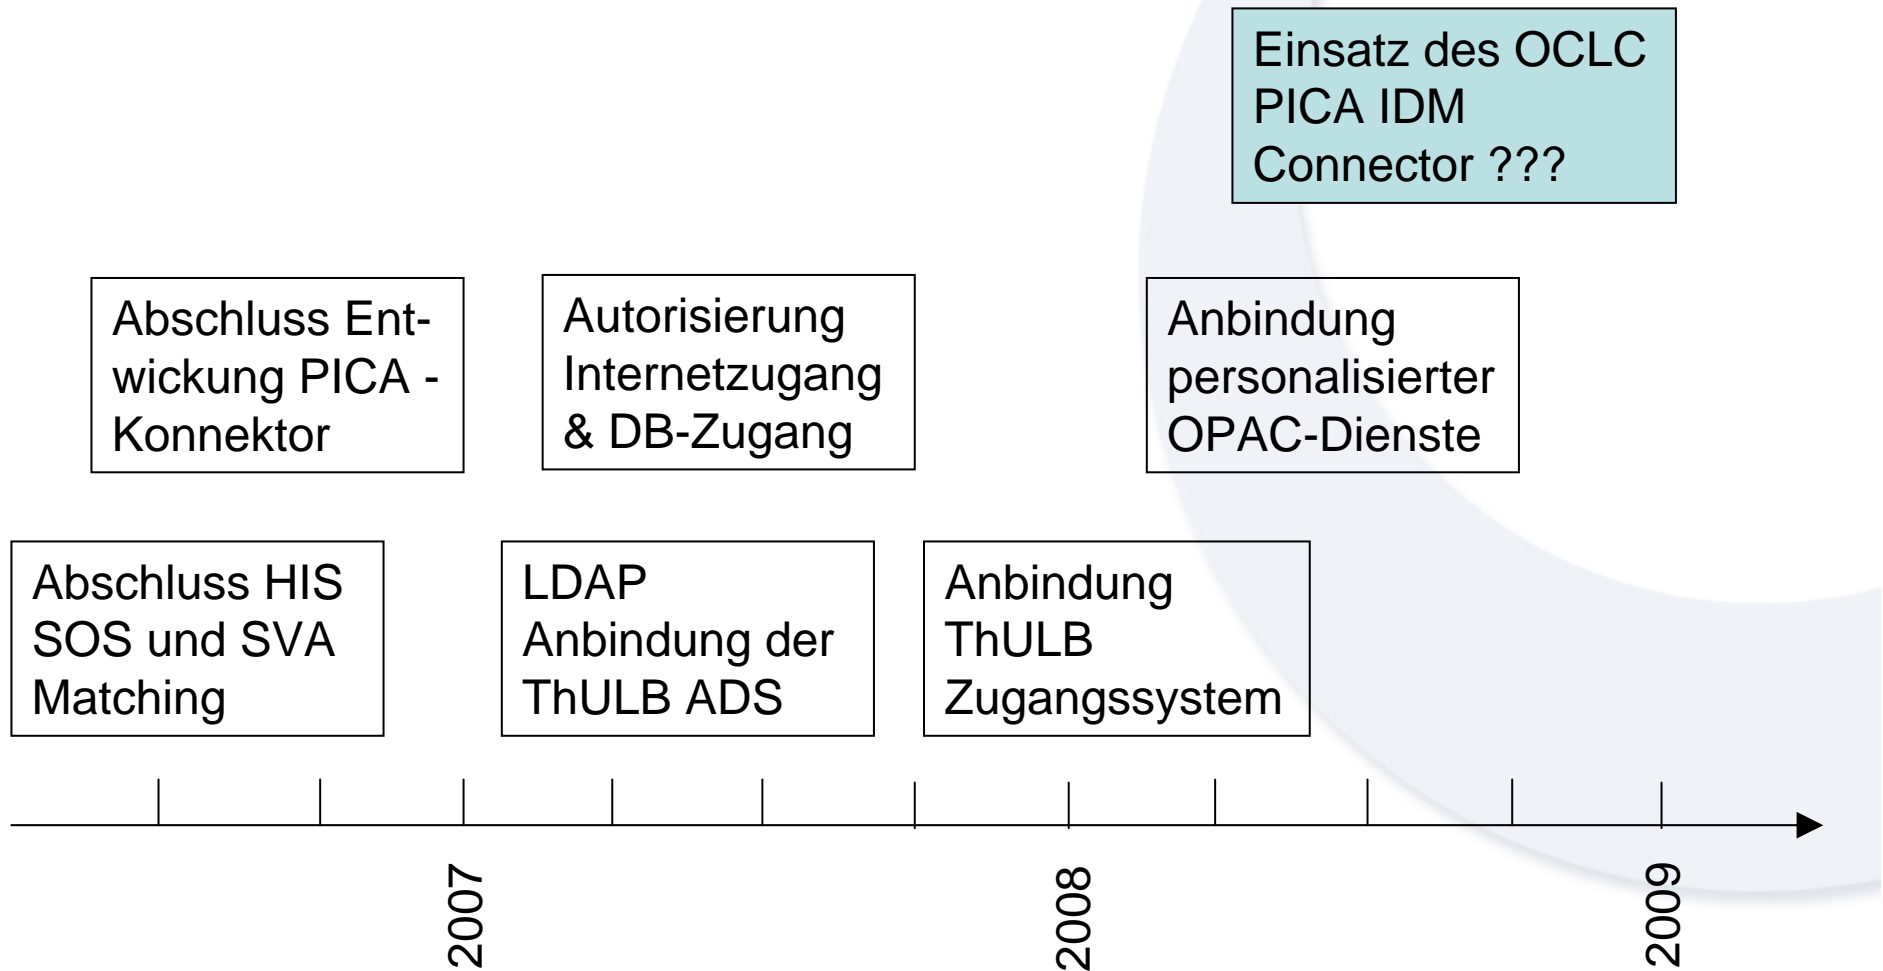 Einsatz des OCLC
PICA IDM
Connector ???
Abschluss Ent-
wickung PICA -
Konnektor
Autorisierung
Internetzugang
& DB-Zugang
Anbindung
personalisierter
OPAC-Dienste
Abschluss HIS
SOS und SVA
Matching
LDAP
Anbindung der
ThULB ADS
Anbindung
ThULB
Zugangssystem
2007
2008
2009